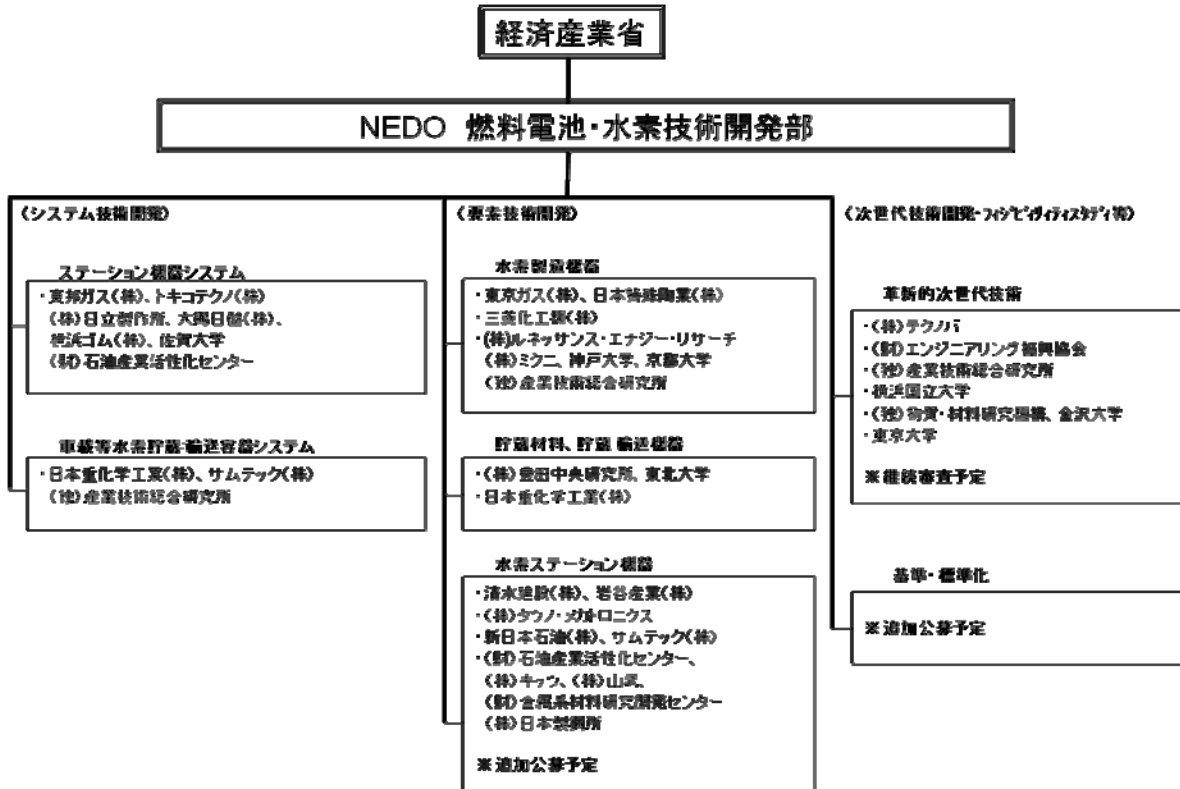 経済産業省
NEDO 燃料電池・水素技術開発部
〈システム技術開発〉
ステーション機器システム
・東邦ガス(株)、トキコテクノ(株)
(株)日立製作所、大陽日酸(株)、
横浜ゴム(株)、佐賀大学
(財)石油産業活性化センター
車載等水素貯蔵・輸送容器システム
・日本重化学工業(株)、サムテック(株)
(独)産業技術総合研究所
〈要素技術開発〉
水素製造機器
・東京ガス(株)、日本特殊陶業(株)
・三菱化工機(株)
・(株)ルネッサンス・エナジー・リサーチ
(株)ミクニ、神戸大学、京都大学
(独)産業技術総合研究所
貯蔵材料、貯蔵 輸送機器
・(株)豊田中央研究所、東北大学
・日本重化学工業(株)
水素ステーション機器
・清水建設(株)、岩谷産業(株)
・(株)タツノ・メカトロニクス
・新日本石油(株)、サムテック(株)
・(財)石油産業活性化センター、
(株)キッツ、(株)山武、
(財)金属系材料研究開発センター
(株)日本製鋼所
※追加公募予定
〈次世代技術開発・フィジビリティスタディ等〉
革新的次世代技術
・(株)テクノバ
・(財)エンジニアリング振興協会
・(独)産業技術総合研究所
・横浜国立大学
・(独)物質・材料研究機構、金沢大学
・東京大学
※継続審査予定
基準・標準化
※追加公募予定